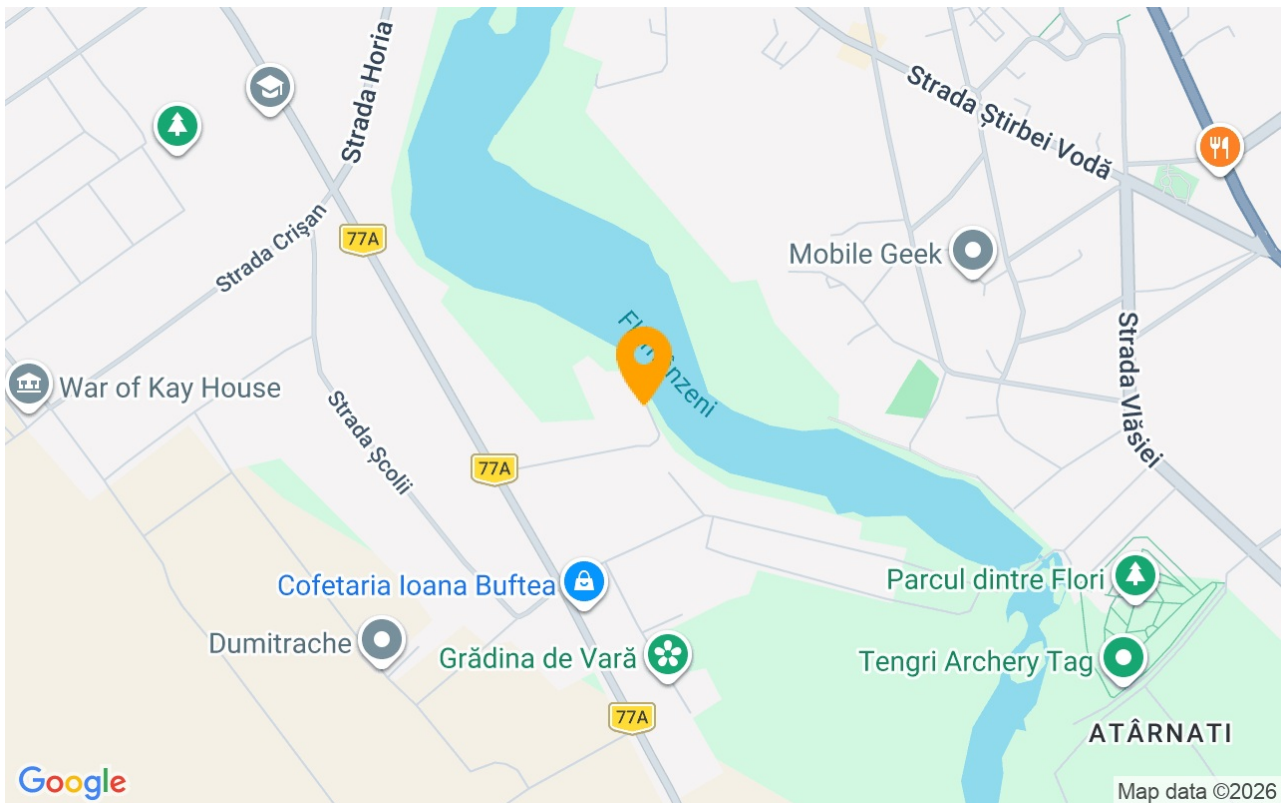 Strada Horia
Strada Știrbei Vodă
Strada Crișan
77A
Mobile Geek
War of Kay House
Strada Vlăsiei
Strada Școlii
77A
Cofetaria Ioana Buftea
Parcul dintre Flori
Dumitrache
Grădina de Vară
Tengri Archery Tag
77A
ATÂRNATI
Google
Map data ©2026